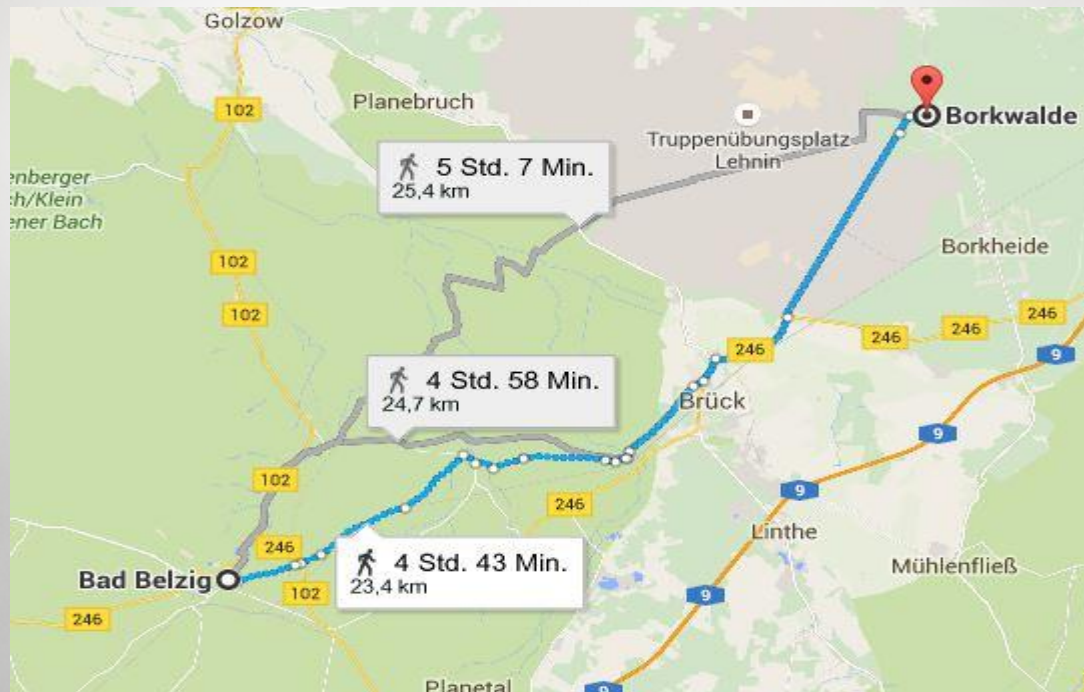 Golzow
102
Planebruch
Truppenübungsplatz
Lehnin
Borkwalde
5 Std. 7 Min.
25,4 km
enberger
ch/Klein
ener Bach
102
Borkheide
102
246
246
246
246
9
4 Std. 58 Min.
24,7 km
Brück
9
102
246
9
Linthe
246
4 Std. 43 Min.
23,4 km
Mühlenfließ
Bad Belzig
102
9
246
Planetal
9